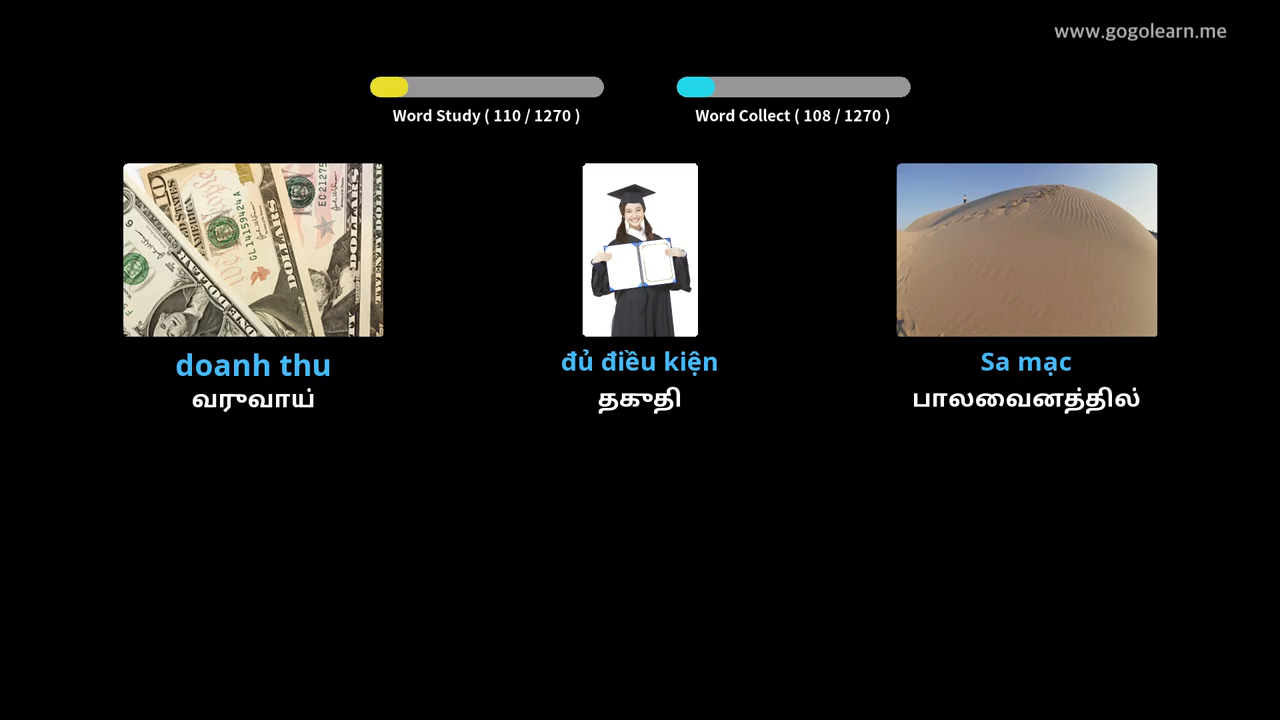 www.gogolearn.me
Word Study ( 110 / 1270 )
Word Collect ( 108 / 1270 )
doanh thu
வருவாய்
đủ điều kiện
தகுதி
Sa mạc
பாலவைனத்தில்